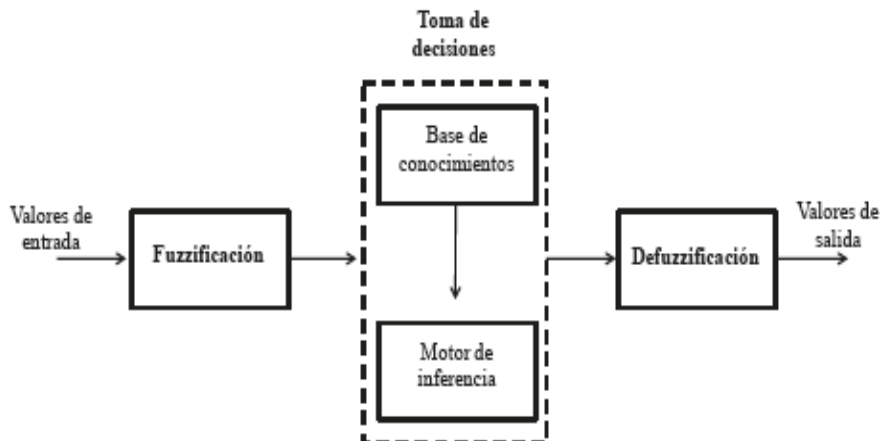 Toma de
decisiones
Base de
conocimientos
Valores de
entrada
Fuzzificación
Motor de
inferencia
Defuzzificación
Valores de
salida